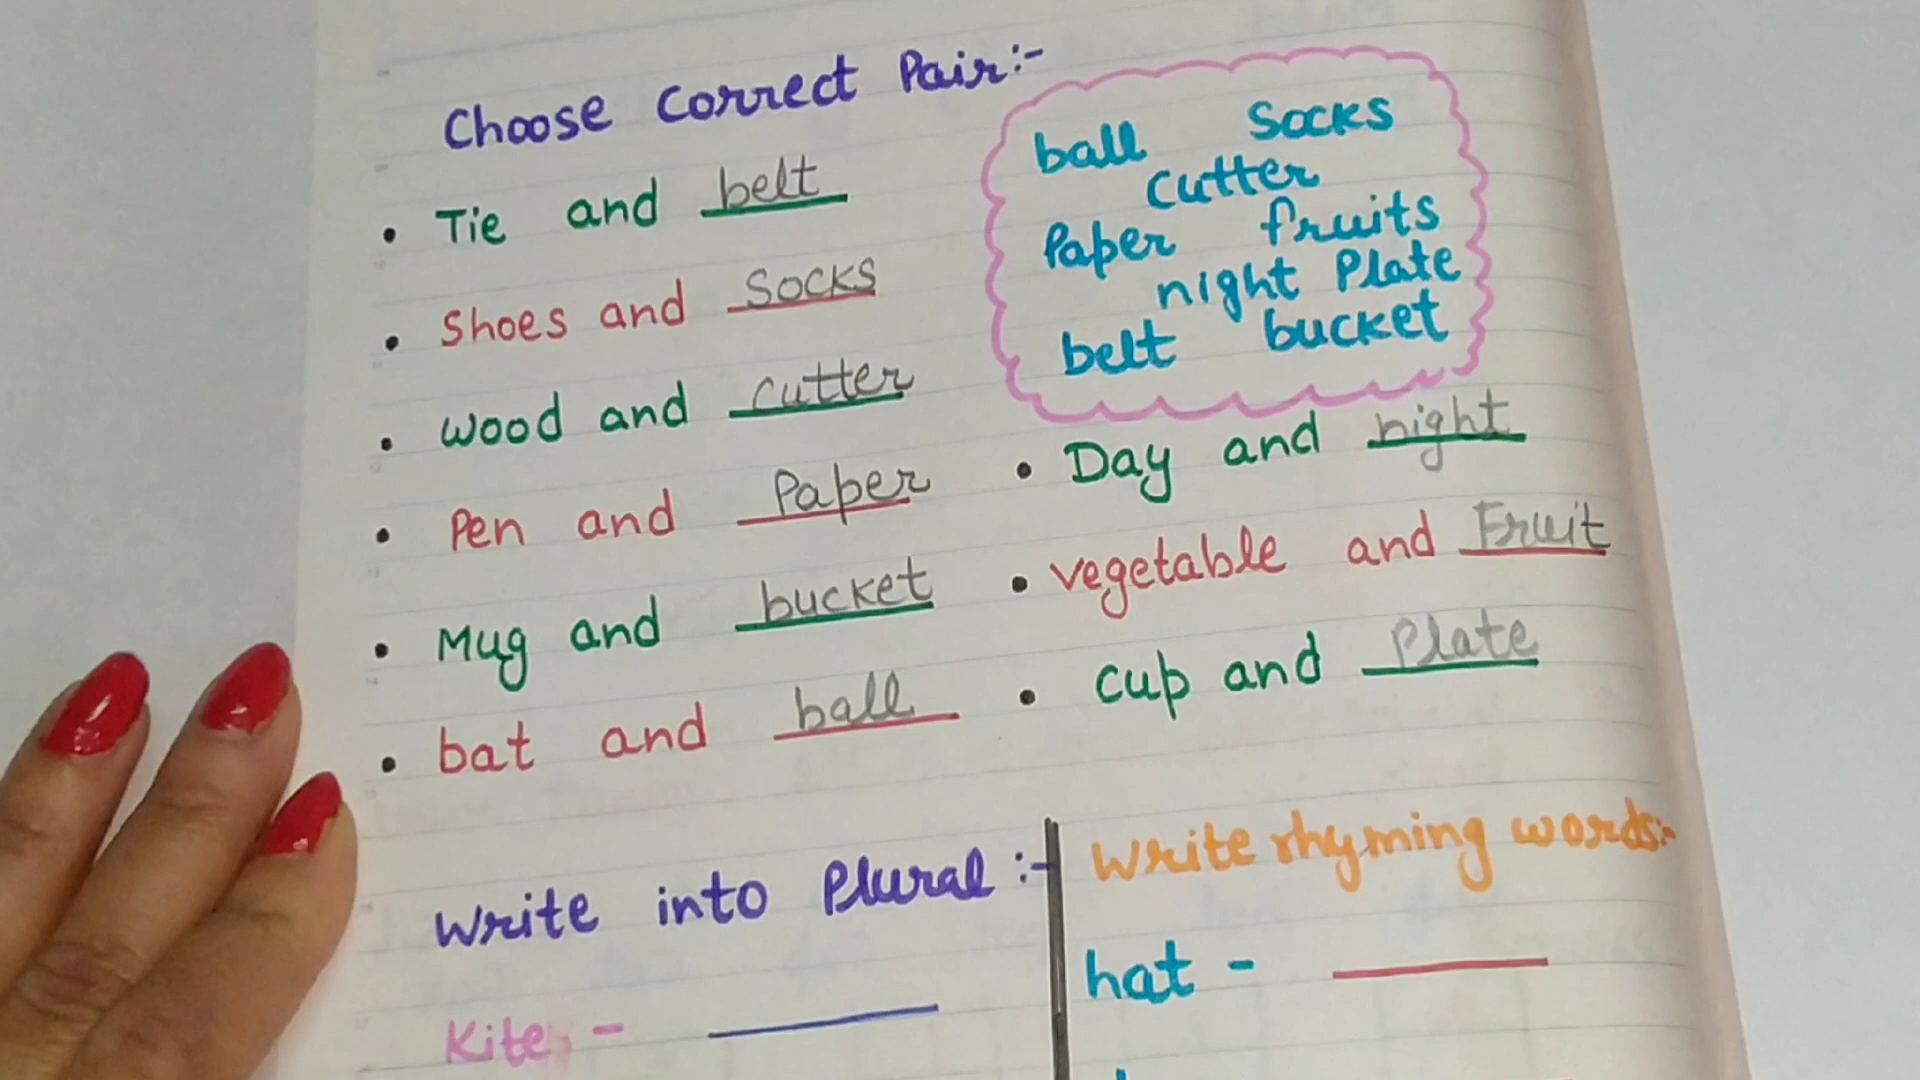 Choose Correct Pair:-
ball Socks
Cutter
Paper fruits
night Plate
belt bucket
• Tie and belt
• Shoes and Socks
• Wood and Cutter
• Pen and Paper
• Mug and bucket
• bat and ball
• Day and night
• vegetable and Fruit
• Cup and Plate
Write into Plural :-
Kite -
Write rhyming words:-
hat -